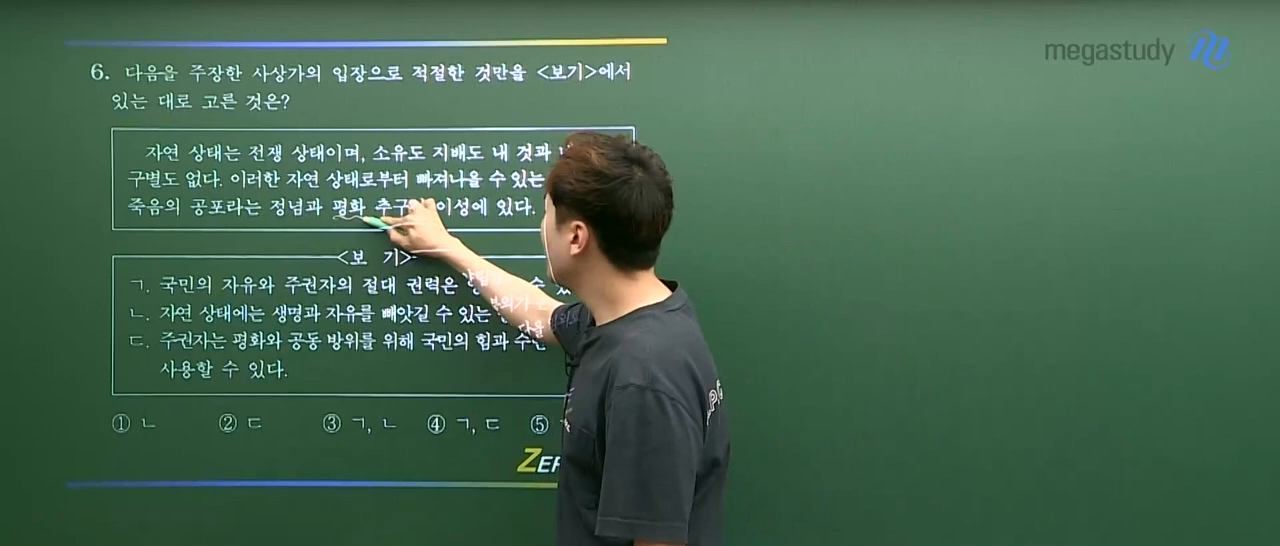 megastudy
6. 다음을 주장한 사상가의 입장으로 적절한 것만을 <보기>에서
있는 대로 고른 것은?
자연 상태는 전쟁 상태이며, 소유도 지배도 내 것과
구별도 없다. 이러한 자연 상태로부터 빠져나올 수 있는
죽음의 공포라는 정념과 평화 이성에 있다.
<보 기>
ㄱ. 국민의 자유와 주권자의 절대 권력은 수
ㄴ. 자연 상태에는 생명과 자유를 빼앗길 수 있는
ㄷ. 주권자는 평화와 공동 방위를 위해 국민의 힘과
사용할 수 있다.
① ㄴ ② ㄷ ③ ㄱ, ㄴ ④ ㄱ, ㄷ ⑤